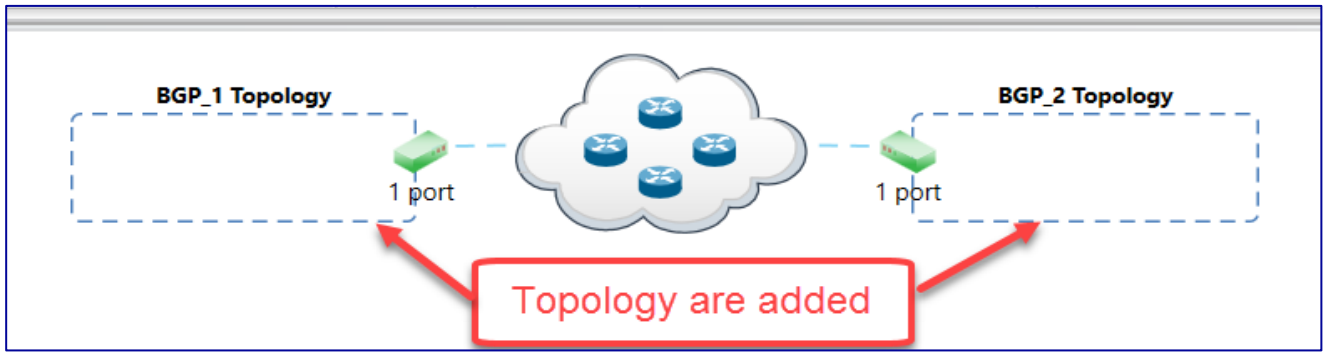 BGP_1 Topology
BGP_2 Topology
1 port
1 port
Topology are added